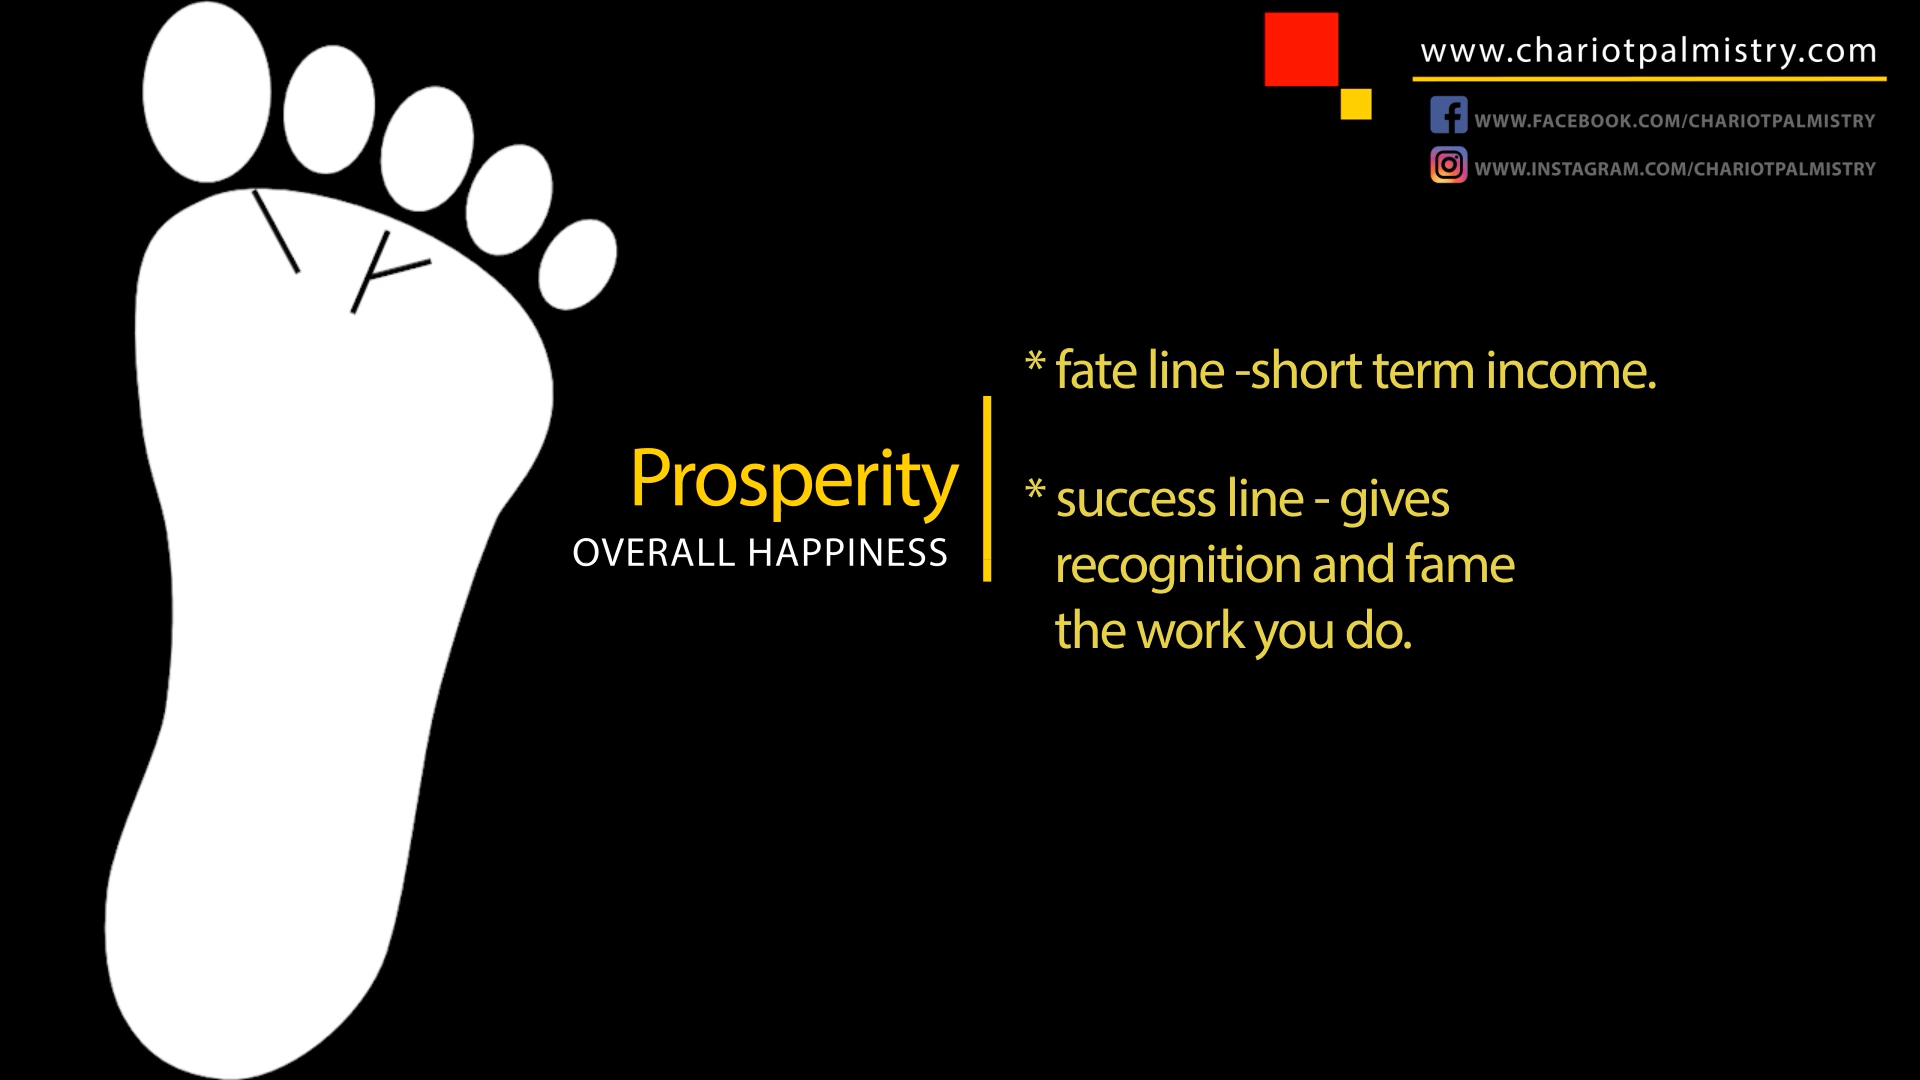 www.chariotpalmistry.com
WWW.FACEBOOK.COM/CHARIOTPALMISTRY
WWW.INSTAGRAM.COM/CHARIOTPALMISTRY
Prosperity
OVERALL HAPPINESS
* fate line -short term income.
* success line - gives
recognition and fame
the work you do.